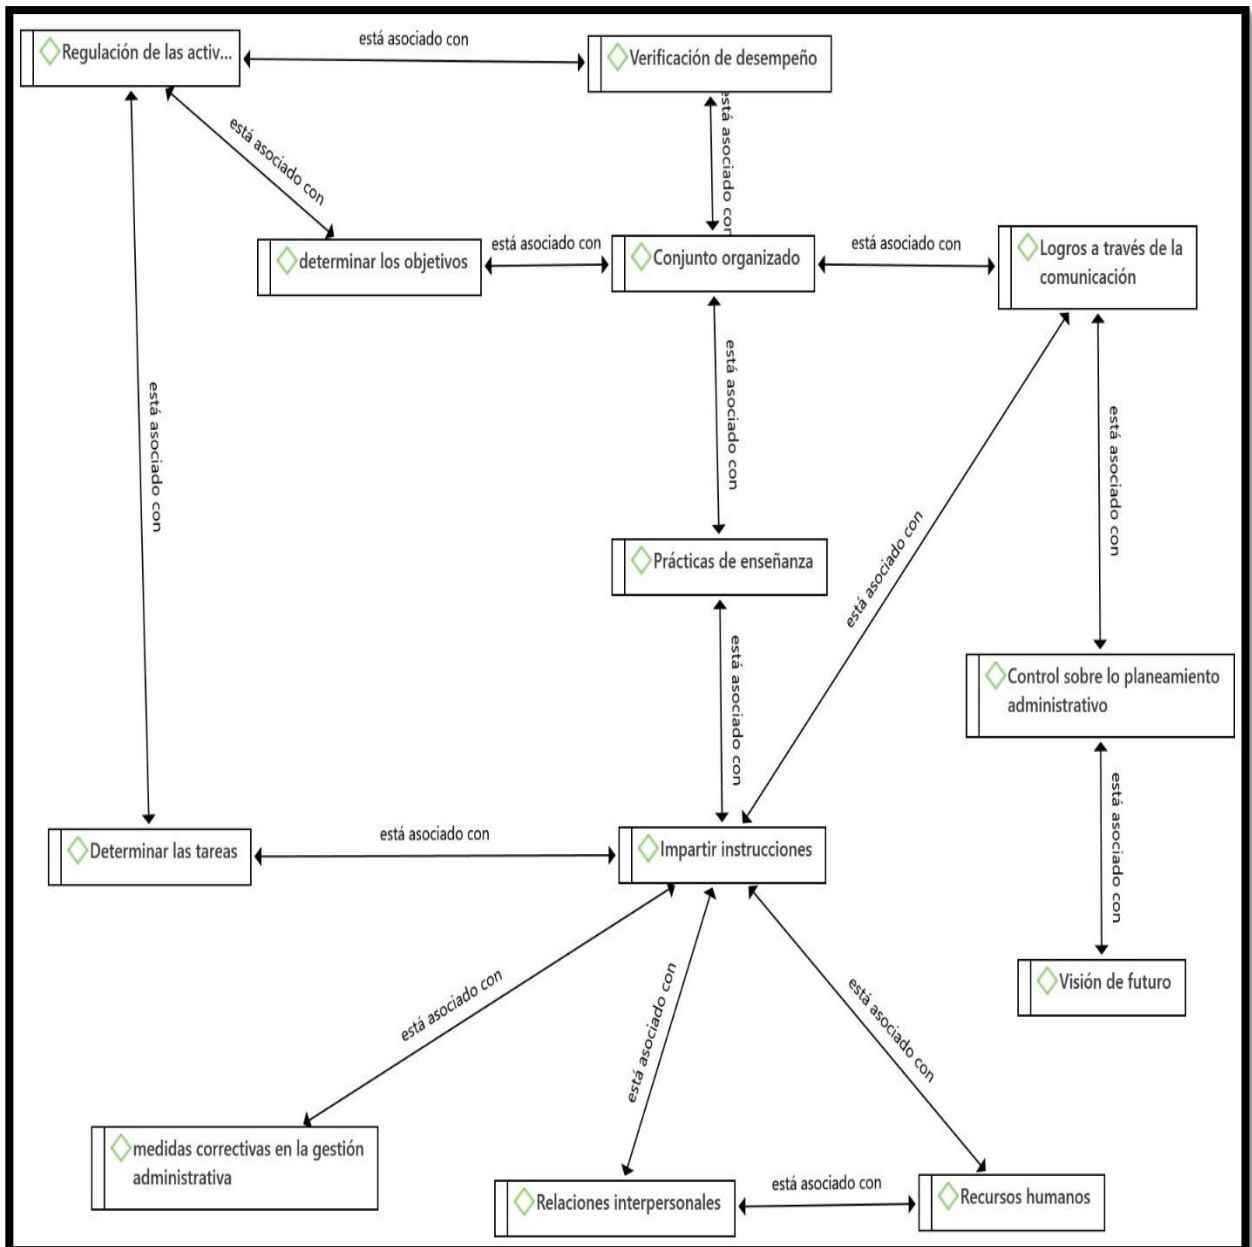 está asociado con
Regulación de las activ...
Verificación de desempeño
está asociado con
está asociado con
está asociado con
está asociado con
determinar los objetivos
Conjunto organizado
Logros a través de la
comunicación
está asociado con
está asociado con
está asociado con
está asociado con
Prácticas de enseñanza
está asociado con
Control sobre lo planeamiento
administrativo
está asociado con
está asociado con
Determinar las tareas
Impartir instrucciones
está asociado con
está asociado con
está asociado con
Visión de futuro
medidas correctivas en la gestión
administrativa
está asociado con
Relaciones interpersonales
Recursos humanos